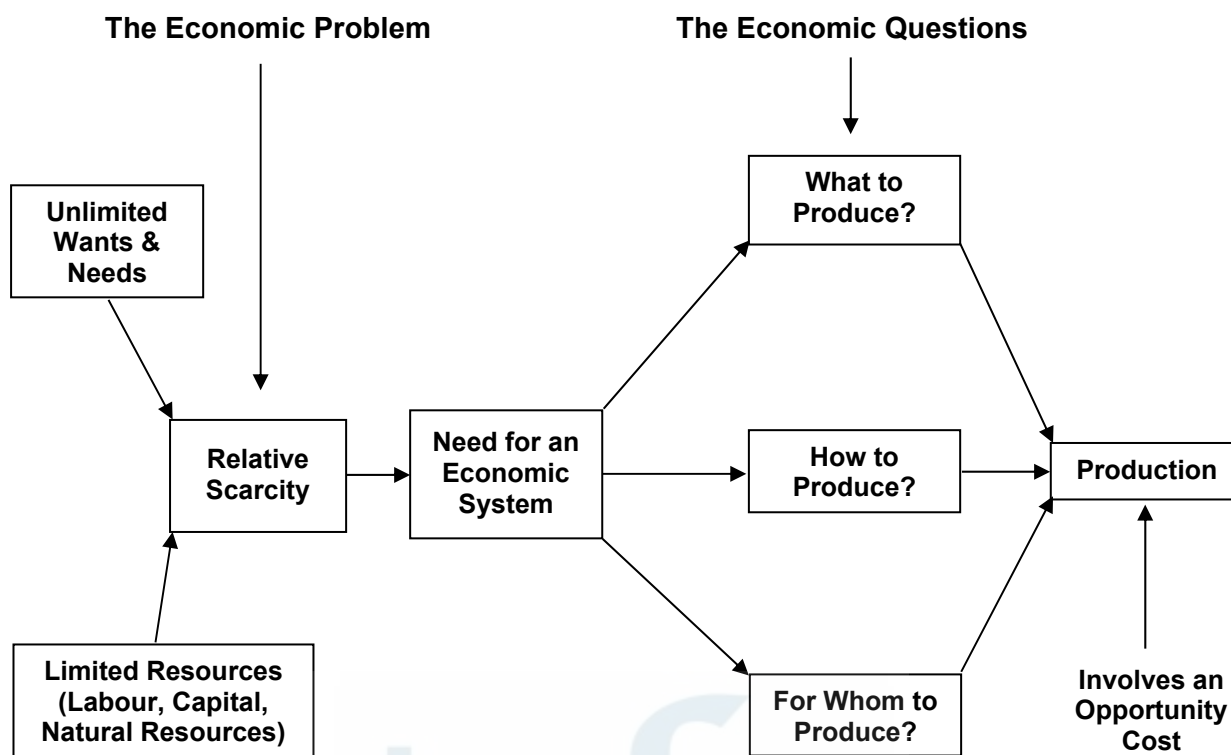 The Economic Problem
The Economic Questions
Unlimited
Wants &
Needs
Relative
Scarcity
Limited Resources
(Labour, Capital,
Natural Resources)
Need for an
Economic
System
What to
Produce?
How to
Produce?
For Whom to
Produce?
Production
Involves an
Opportunity
Cost